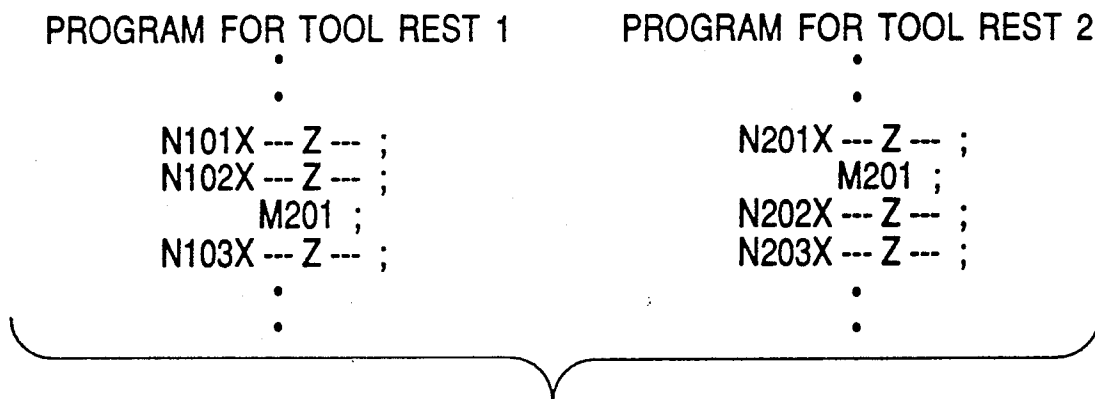 PROGRAM FOR TOOL REST 1
N101X --- Z --- ;
N102X --- Z --- ;
M201 ;
N103X --- Z --- ;
PROGRAM FOR TOOL REST 2
N201X --- Z --- ;
M201 ;
N202X --- Z --- ;
N203X --- Z --- ;